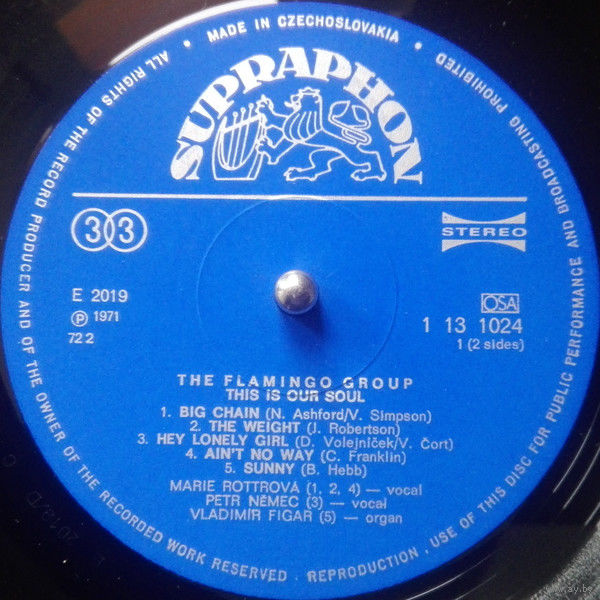 ALL RIGHTS OF THE RECORD PRODUCER AND OF THE OWNER OF THE RECORDED WORK RESERVED . REPRODUCTION . USE OF THIS DISC FOR PUBLIC PERFORMANCE AND BROADCASTING PROHIBITED
• MADE IN CZECHOSLOVAKIA •
SUPRAPHON
33
STEREO
E 2019
OSA
Ⓟ 1971
1 13 1024
72 2
1 (2 sides)
THE FLAMINGO GROUP
THIS IS OUR SOUL
1. BIG CHAIN (N. Ashford/V. Simpson)
2. THE WEIGHT (J. Robertson)
3. HEY LONELY GIRL (D. Volejníček/V. Čort)
4. AIN'T NO WAY (C. Franklin)
5. SUNNY (B. Hebb)
MARIE ROTTROVÁ (1, 2, 4) — vocal
PETR NĚMEC (3) — vocal
VLADIMÍR FIGAR (5) — organ
www.ay.by